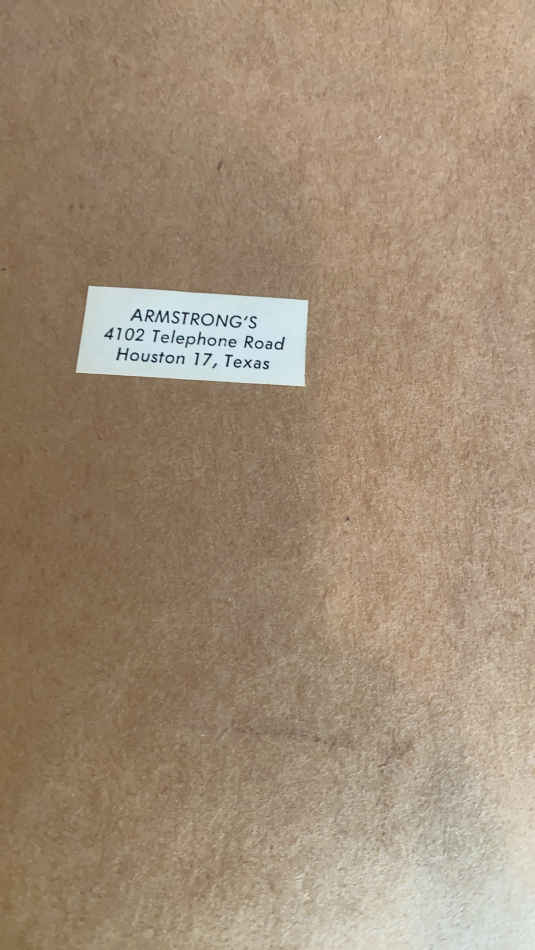 ARMSTRONG'S
4102 Telephone Road
Houston 17, Texas